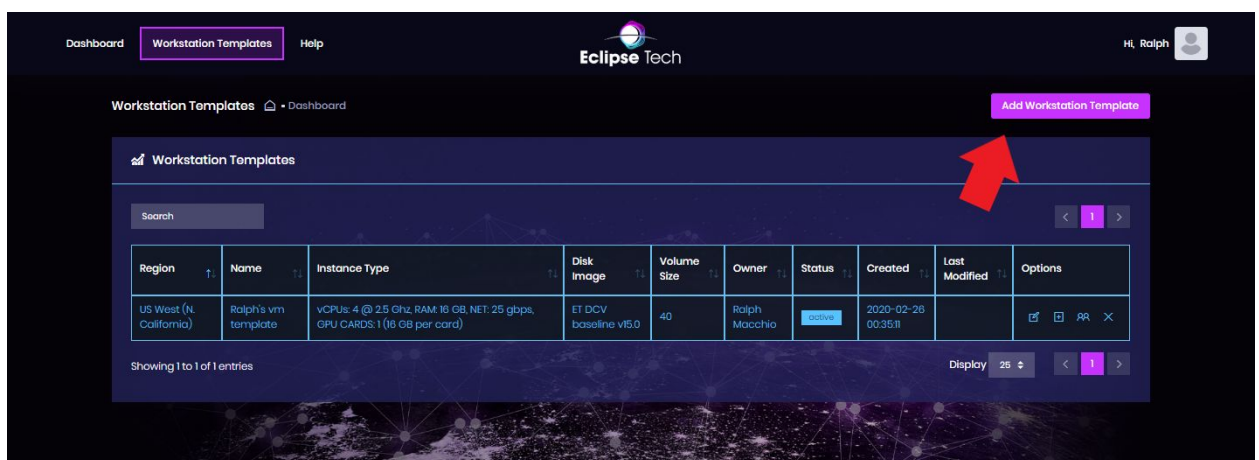 Dashboard Workstation Templates Help Eclipse Tech Hi, Ralph
Workstation Templates • Dashboard Add Workstation Template
Workstation Templates
Search < 1 >
Region Name Instance Type Disk Image Volume Size Owner Status Created Last Modified Options
US West (N. California) Ralph's vm template vCPUs: 4 @ 2.5 Ghz, RAM: 16 GB, NET: 25 gbps, GPU CARDS: 1 (16 GB per card) ET DCV baseline v15.0 40 Ralph Macchio active 2020-02-26 00:35:11
Showing 1 to 1 of 1 entries Display 25 < 1 >